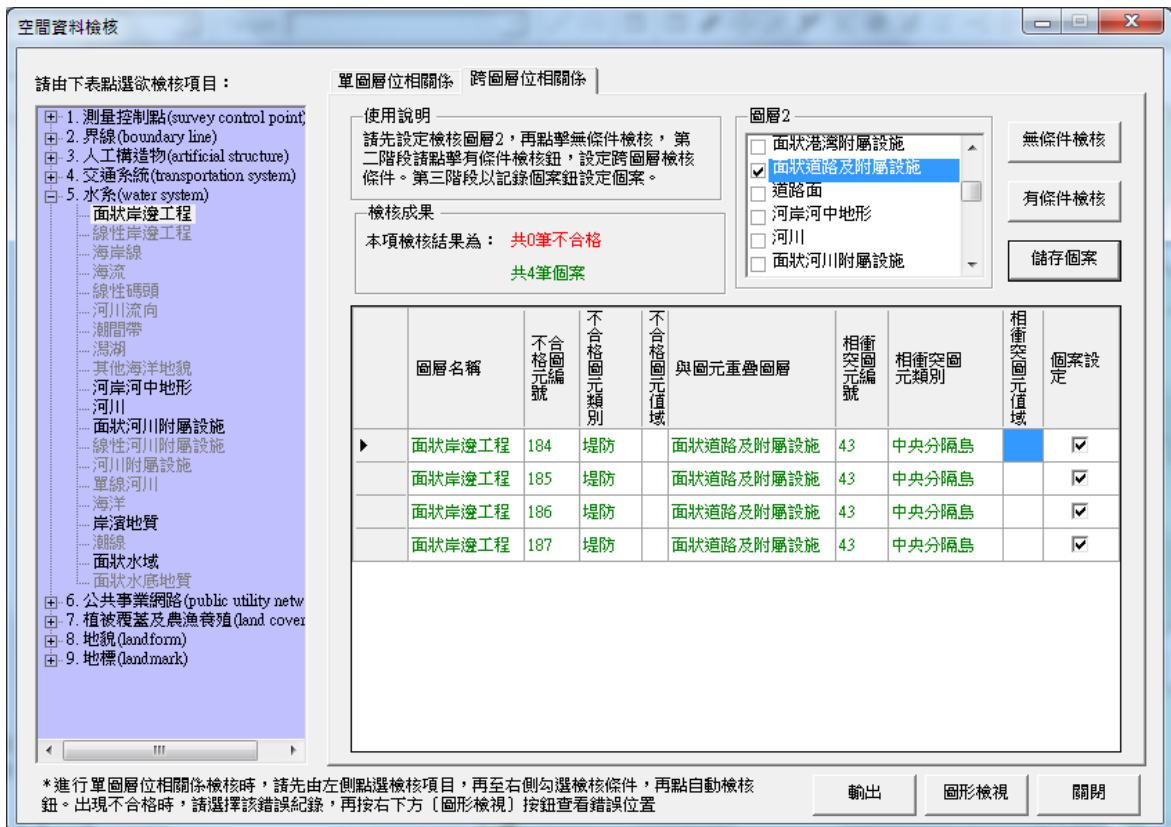 空間資料檢核
請由下表點選欲檢核項目：
1. 測量控制點(survey control point)
2. 界線(boundary line)
3. 人工構造物(artificial structure)
4. 交通系統(transportation system)
5. 水系(water system)
面狀岸邊工程
線性岸邊工程
海岸線
海流
線性碼頭
河川流向
潮間帶
潟湖
其他海洋地貌
河岸河中地形
河川
面狀河川附屬設施
線性河川附屬設施
河川附屬設施
單線河川
海洋
岸濱地質
潮線
面狀水域
面狀水底地質
6. 公共事業網路(public utility netw
7. 植被覆蓋及農漁養殖(land cover
8. 地貌(landform)
9. 地標(landmark)
單圖層位相關係 跨圖層位相關係
使用說明
請先設定檢核圖層2，再點擊無條件檢核， 第
二階段請點擊有條件檢核鈕，設定跨圖層檢核
條件。第三階段以記錄個案鈕設定個案。
檢核成果
本項檢核結果為： 共0筆不合格
共4筆個案
圖層2
面狀港灣附屬設施
面狀道路及附屬設施
道路面
河岸河中地形
河川
面狀河川附屬設施
無條件檢核
有條件檢核
儲存個案
圖層名稱 不合格圖元編號 不合格圖元類別 不合格圖元值域 與圖元重疊圖層 相衝突圖元編號 相衝突圖元類別 相衝突圖元值域 個案設定
面狀岸邊工程 184 堤防 面狀道路及附屬設施 43 中央分隔島
面狀岸邊工程 185 堤防 面狀道路及附屬設施 43 中央分隔島
面狀岸邊工程 186 堤防 面狀道路及附屬設施 43 中央分隔島
面狀岸邊工程 187 堤防 面狀道路及附屬設施 43 中央分隔島
*進行單圖層位相關係檢核時，請先由左側點選檢核項目，再至右側勾選檢核條件，再點自動檢核
鈕。出現不合格時，請選擇該錯誤紀錄，再按右下方〔圖形檢視〕按鈕查看錯誤位置
輸出 圖形檢視 關閉